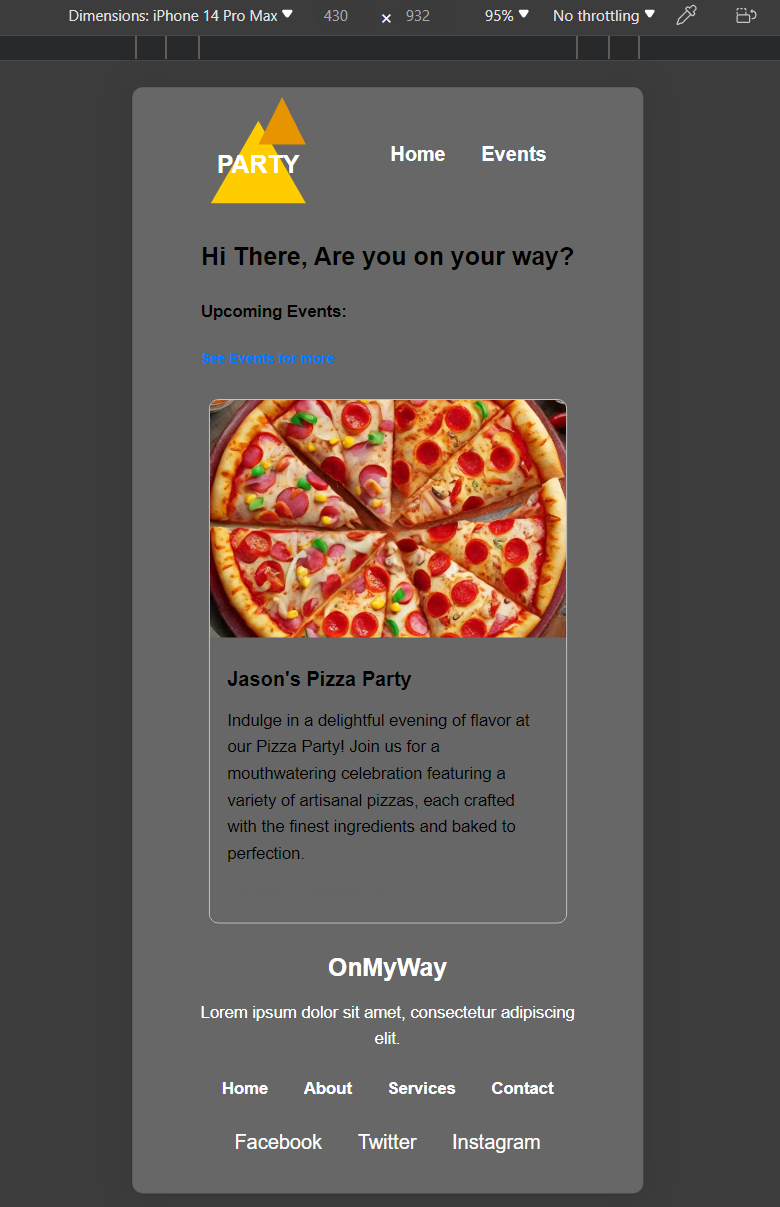 Dimensions: iPhone 14 Pro Max 430 × 932 95% No throttling
PARTY
Home Events
Hi There, Are you on your way?
Upcoming Events:
See Events for more
Jason's Pizza Party
Indulge in a delightful evening of flavor at
our Pizza Party! Join us for a
mouthwatering celebration featuring a
variety of artisanal pizzas, each crafted
with the finest ingredients and baked to
perfection.
OnMyWay
Lorem ipsum dolor sit amet, consectetur adipiscing
elit.
Home About Services Contact
Facebook Twitter Instagram